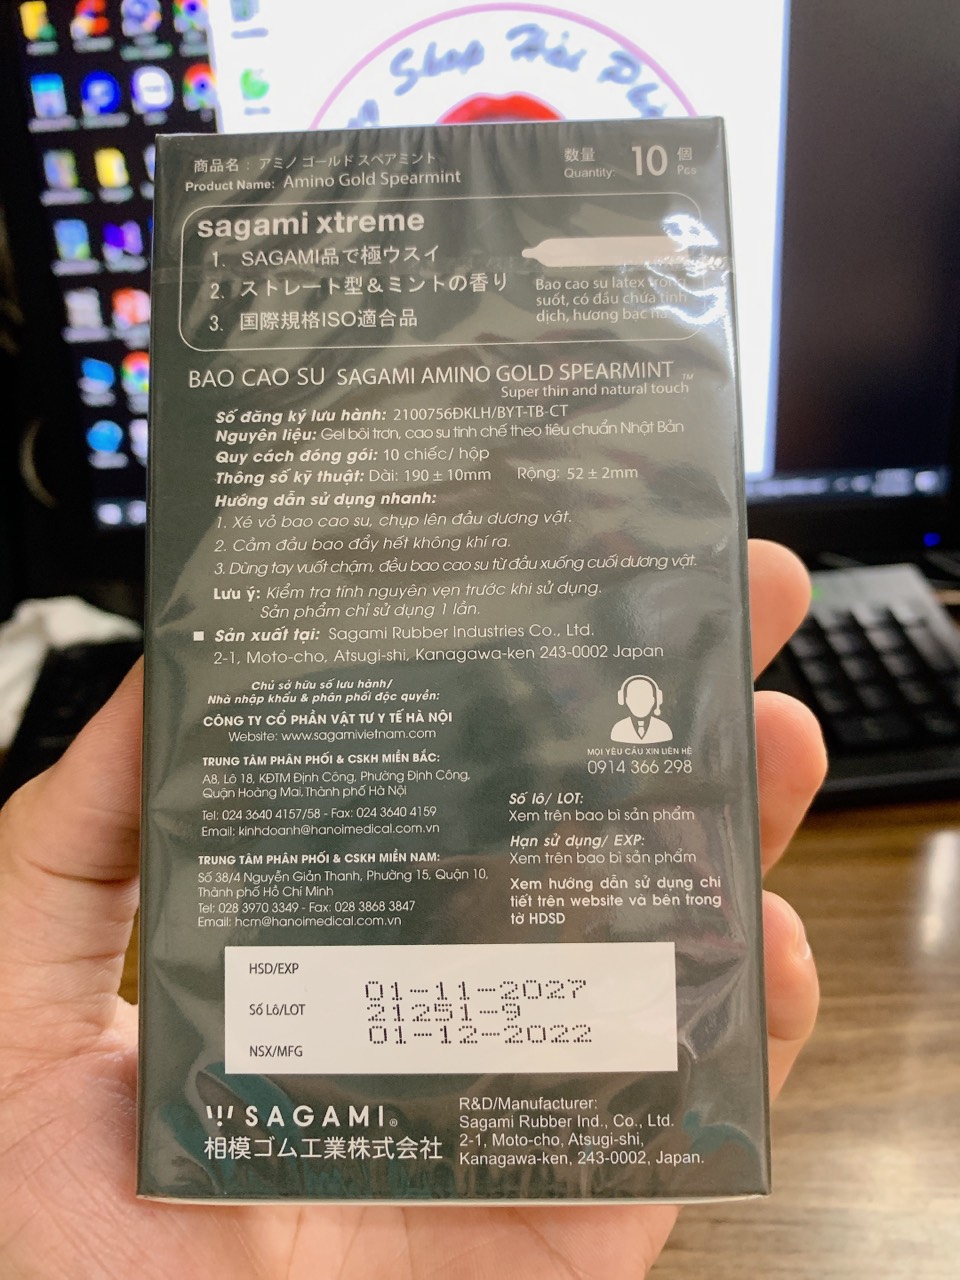 Shop Hải
商品名： アミノ ゴールド スペアミント
Product Name: Amino Gold Spearmint
数量 10 個
Quantity: Pcs
sagami xtreme
1. SAGAMI品で極ウスイ
2. ストレート型&ミントの香り
3. 国際規格ISO適合品
Bao cao su latex trong
suốt, có đầu chứa tinh
dịch, hương bạc hà
BAO CAO SU SAGAMI AMINO GOLD SPEARMINT TM
Super thin and natural touch
Số đăng ký lưu hành: 2100756ĐKLH/BYT-TB-CT
Nguyên liệu: Gel bôi trơn, cao su tinh chế theo tiêu chuẩn Nhật Bản
Quy cách đóng gói: 10 chiếc/ hộp
Thông số kỹ thuật: Dài: 190 ± 10mm Rộng: 52 ± 2mm
Hướng dẫn sử dụng nhanh:
1. Xé vỏ bao cao su, chụp lên đầu dương vật.
2. Cầm đầu bao đẩy hết không khí ra.
3. Dùng tay vuốt chậm, đều bao cao su từ đầu xuống cuối dương vật.
Lưu ý: Kiểm tra tính nguyên vẹn trước khi sử dụng.
Sản phẩm chỉ sử dụng 1 lần.
■ Sản xuất tại: Sagami Rubber Industries Co., Ltd.
2-1, Moto-cho, Atsugi-shi, Kanagawa-ken 243-0002 Japan
Chủ sở hữu số lưu hành/
Nhà nhập khẩu & phân phối độc quyền:
CÔNG TY CỔ PHẦN VẬT TƯ Y TẾ HÀ NỘI
Website: www.sagamivietnam.com
TRUNG TÂM PHÂN PHỐI & CSKH MIỀN BẮC:
A8, Lô 18, KĐTM Định Công, Phường Định Công,
Quận Hoàng Mai, Thành phố Hà Nội
Tel: 024 3640 4157/58 - Fax: 024 3640 4159
Email: kinhdoanh@hanoimedical.com.vn
TRUNG TÂM PHÂN PHỐI & CSKH MIỀN NAM:
Số 38/4 Nguyễn Giản Thanh, Phường 15, Quận 10,
Thành phố Hồ Chí Minh
Tel: 028 3970 3349 - Fax: 028 3868 3847
Email: hcm@hanoimedical.com.vn
MỌI YÊU CẦU XIN LIÊN HỆ
0914 366 298
Số lô/ LOT:
Xem trên bao bì sản phẩm
Hạn sử dụng/ EXP:
Xem trên bao bì sản phẩm
Xem hướng dẫn sử dụng chi
tiết trên website và bên trong
tờ HDSD
HSD/EXP 01-11-2027
Số Lô/LOT 21251-9
NSX/MFG 01-12-2022
SAGAMI®
相模ゴム工業株式会社
R&D/Manufacturer:
Sagami Rubber Ind., Co., Ltd.
2-1, Moto-cho, Atsugi-shi,
Kanagawa-ken, 243-0002, Japan.